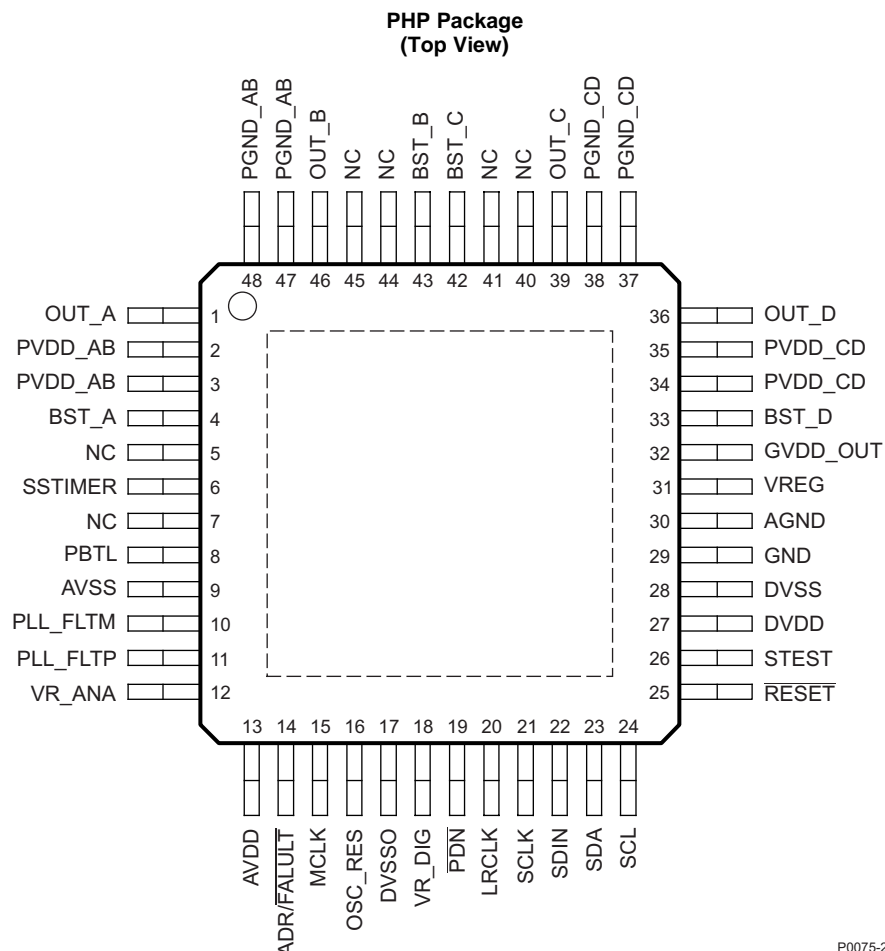 PHP Package
(Top View)
PGND_AB
PGND_AB
OUT_B
NC
NC
BST_B
BST_C
NC
NC
OUT_C
PGND_CD
PGND_CD
48 47 46 45 44 43 42 41 40 39 38 37
OUT_A 1
PVDD_AB 2
PVDD_AB 3
BST_A 4
NC 5
SSTIMER 6
NC 7
PBTL 8
AVSS 9
PLL_FLTM 10
PLL_FLTP 11
VR_ANA 12
36 OUT_D
35 PVDD_CD
34 PVDD_CD
33 BST_D
32 GVDD_OUT
31 VREG
30 AGND
29 GND
28 DVSS
27 DVDD
26 STEST
25 RESET
13 14 15 16 17 18 19 20 21 22 23 24
AVDD
ADR/FALULT
MCLK
OSC_RES
DVSSO
VR_DIG
PDN
LRCLK
SCLK
SDIN
SDA
SCL
P0075-2